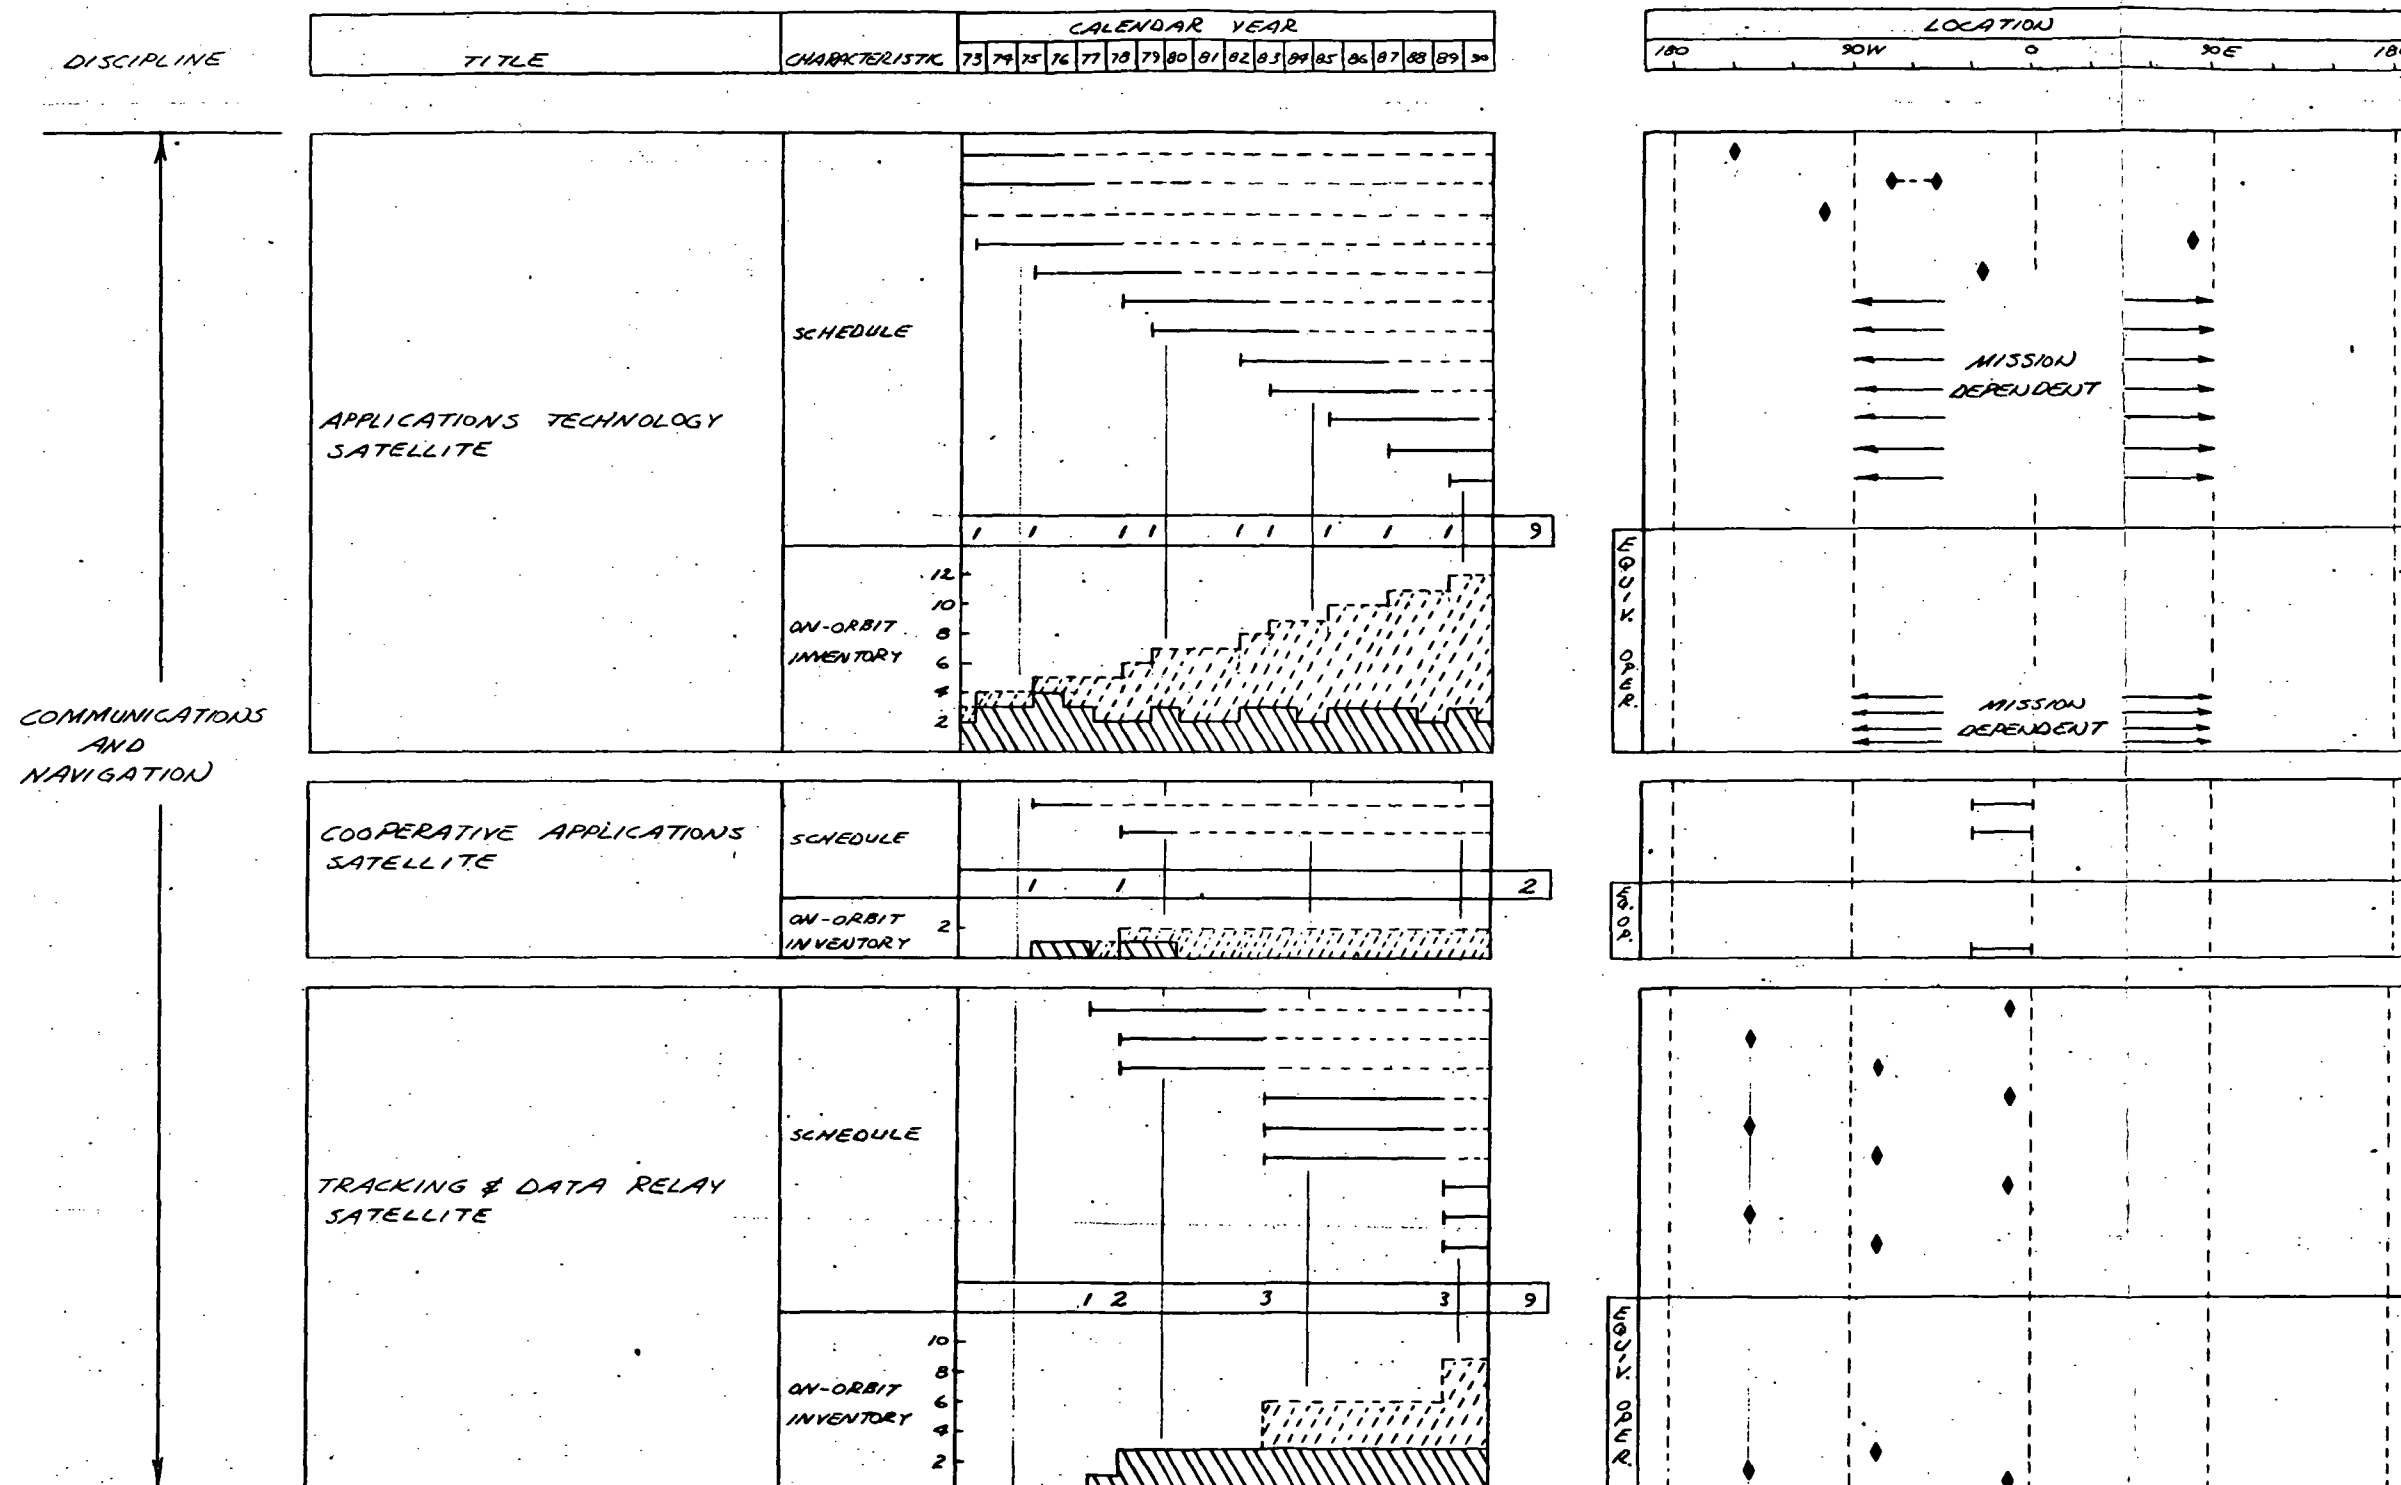 DISCIPLINE
TITLE
CHARACTERISTIC
CALENDAR YEAR
73 74 75 76 77 78 79 80 81 82 83 84 85 86 87 88 89 90
LOCATION
180 90W 0 90E 180
COMMUNICATIONS
AND
NAVIGATION
APPLICATIONS TECHNOLOGY
SATELLITE
SCHEDULE
1 1 1 1 1 1 1 1 1 9
ON-ORBIT
INVENTORY
12
10
8
6
4
2
MISSION
DEPENDENT
EQUIV. OPER.
MISSION
DEPENDENT
COOPERATIVE APPLICATIONS
SATELLITE
SCHEDULE
1 1 2
ON-ORBIT
INVENTORY
2
EQ. OP.
TRACKING & DATA RELAY
SATELLITE
SCHEDULE
1 2 3 3 9
ON-ORBIT
INVENTORY
10
8
6
4
2
EQUIV. OPER.